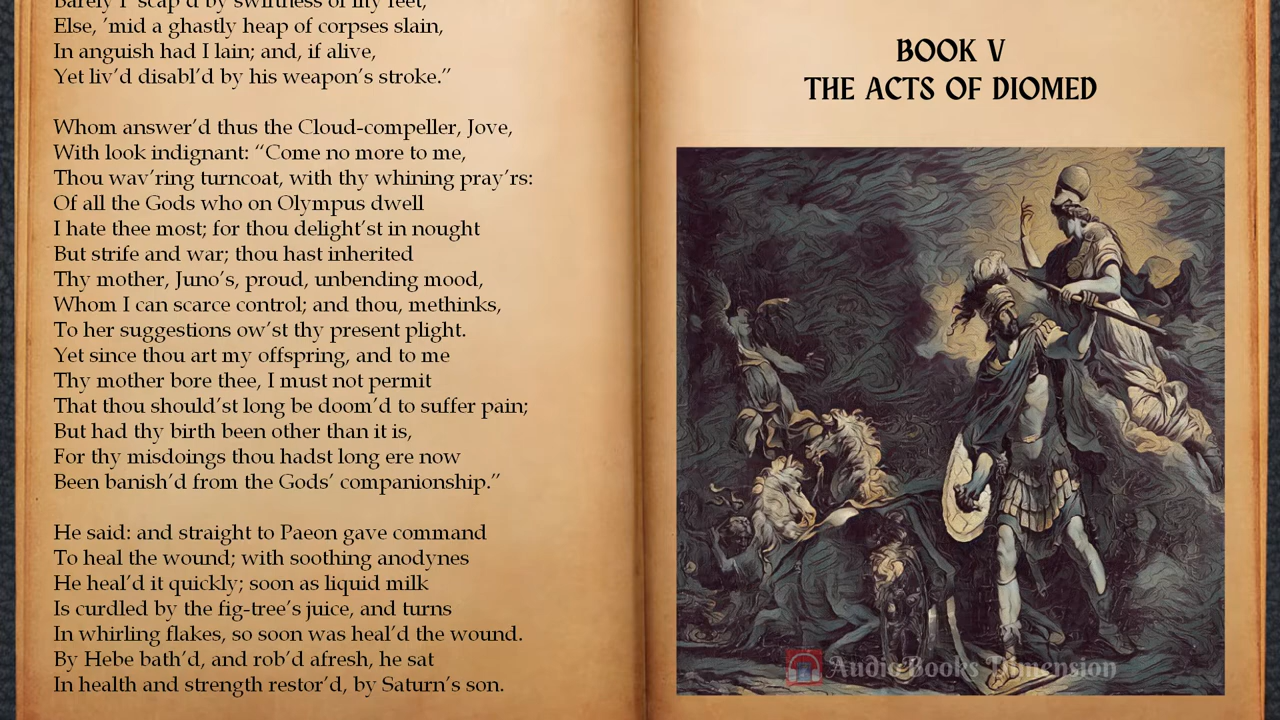 Barely I 'scap'd by swiftness of my feet,
Else, ’mid a ghastly heap of corpses slain,
In anguish had I lain; and, if alive,
Yet liv’d disabl’d by his weapon’s stroke.”
Whom answer’d thus the Cloud-compeller, Jove,
With look indignant: “Come no more to me,
Thou wav’ring turncoat, with thy whining pray’rs:
Of all the Gods who on Olympus dwell
I hate thee most; for thou delight’st in nought
But strife and war; thou hast inherited
Thy mother, Juno’s, proud, unbending mood,
Whom I can scarce control; and thou, methinks,
To her suggestions ow’st thy present plight.
Yet since thou art my offspring, and to me
Thy mother bore thee, I must not permit
That thou should’st long be doom’d to suffer pain;
But had thy birth been other than it is,
For thy misdoings thou hadst long ere now
Been banish’d from the Gods’ companionship.”
He said: and straight to Paeon gave command
To heal the wound; with soothing anodynes
He heal’d it quickly; soon as liquid milk
Is curdled by the fig-tree’s juice, and turns
In whirling flakes, so soon was heal’d the wound.
By Hebe bath’d, and rob’d afresh, he sat
In health and strength restor’d, by Saturn’s son.
BOOK V
THE ACTS OF DIOMED
AudioBooks Dimension